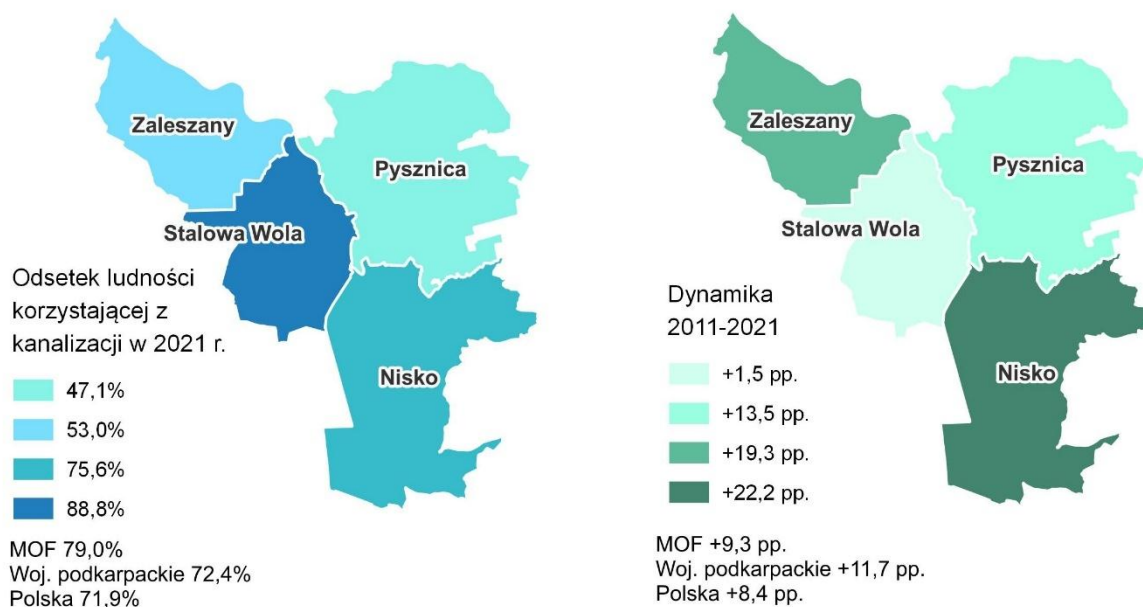 Zaleszany
Pysznica
Stalowa Wola
Nisko
Odsetek ludności
korzystającej z
kanalizacji w 2021 r.
47,1%
53,0%
75,6%
88,8%
MOF 79,0%
Woj. podkarpackie 72,4%
Polska 71,9%
Zaleszany
Pysznica
Stalowa Wola
Nisko
Dynamika
2011-2021
+1,5 pp.
+13,5 pp.
+19,3 pp.
+22,2 pp.
MOF +9,3 pp.
Woj. podkarpackie +11,7 pp.
Polska +8,4 pp.